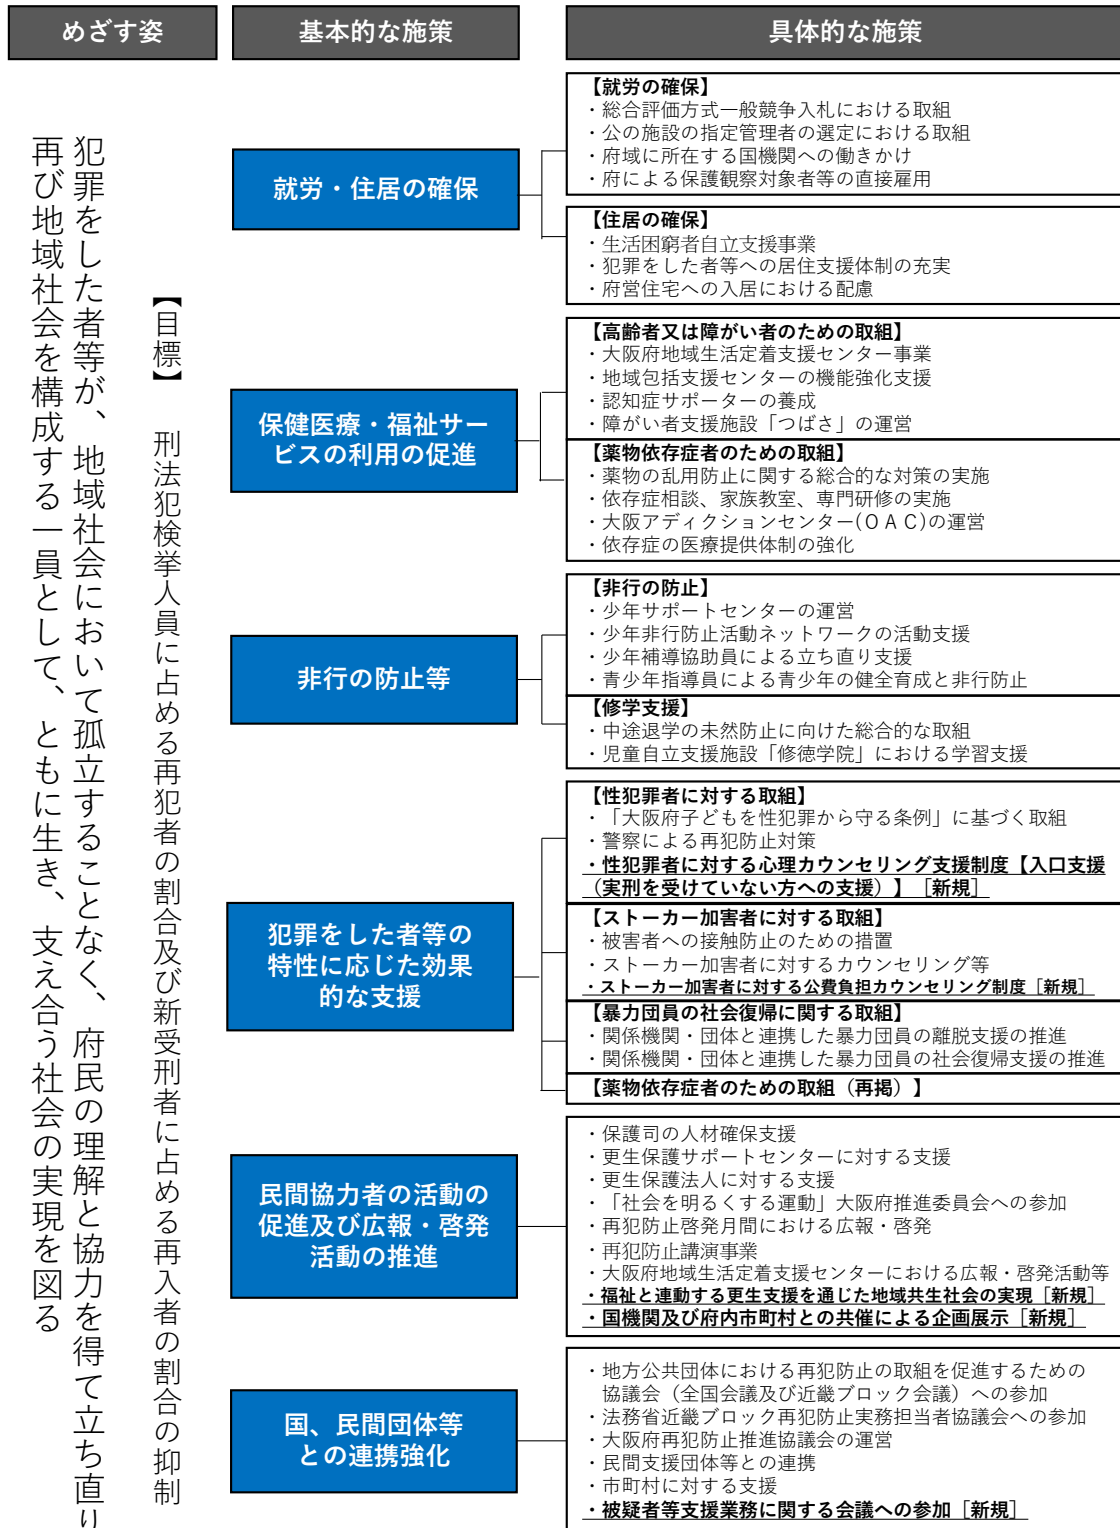 めざす姿
基本的な施策
具体的な施策
犯罪をした者等が、地域社会において孤立することなく、府民の理解と協力を得て立ち直り
再び地域社会を構成する一員として、ともに生き、支え合う社会の実現を図る
【目標】　刑法犯検挙人員に占める再犯者の割合及び新受刑者に占める再入者の割合の抑制
就労・住居の確保
【就労の確保】
・総合評価方式一般競争入札における取組
・公の施設の指定管理者の選定における取組
・府域に所在する国機関への働きかけ
・府による保護観察対象者等の直接雇用
【住居の確保】
・生活困窮者自立支援事業
・犯罪をした者等への居住支援体制の充実
・府営住宅への入居における配慮
保健医療・福祉サー
ビスの利用の促進
【高齢者又は障がい者のための取組】
・大阪府地域生活定着支援センター事業
・地域包括支援センターの機能強化支援
・認知症サポーターの養成
・障がい者支援施設「つばさ」の運営
【薬物依存症者のための取組】
・薬物の乱用防止に関する総合的な対策の実施
・依存症相談、家族教室、専門研修の実施
・大阪アディクションセンター(ＯＡＣ)の運営
・依存症の医療提供体制の強化
非行の防止等
【非行の防止】
・少年サポートセンターの運営
・少年非行防止活動ネットワークの活動支援
・少年補導協助員による立ち直り支援
・青少年指導員による青少年の健全育成と非行防止
【修学支援】
・中途退学の未然防止に向けた総合的な取組
・児童自立支援施設「修徳学院」における学習支援
犯罪をした者等の
特性に応じた効果
的な支援
【性犯罪者に対する取組】
・「大阪府子どもを性犯罪から守る条例」に基づく取組
・警察による再犯防止対策
・性犯罪者に対する心理カウンセリング支援制度【入口支援
（実刑を受けていない方への支援）】［新規］
【ストーカー加害者に対する取組】
・被害者への接触防止のための措置
・ストーカー加害者に対するカウンセリング等
・ストーカー加害者に対する公費負担カウンセリング制度［新規］
【暴力団員の社会復帰に関する取組】
・関係機関・団体と連携した暴力団員の離脱支援の推進
・関係機関・団体と連携した暴力団員の社会復帰支援の推進
【薬物依存症者のための取組（再掲）】
民間協力者の活動の
促進及び広報・啓発
活動の推進
・保護司の人材確保支援
・更生保護サポートセンターに対する支援
・更生保護法人に対する支援
・「社会を明るくする運動」大阪府推進委員会への参加
・再犯防止啓発月間における広報・啓発
・再犯防止講演事業
・大阪府地域生活定着支援センターにおける広報・啓発活動等
・福祉と連動する更生支援を通じた地域共生社会の実現［新規］
・国機関及び府内市町村との共催による企画展示［新規］
国、民間団体等
との連携強化
・地方公共団体における再犯防止の取組を促進するための
協議会（全国会議及び近畿ブロック会議）への参加
・法務省近畿ブロック再犯防止実務担当者協議会への参加
・大阪府再犯防止推進協議会の運営
・民間支援団体等との連携
・市町村に対する支援
・被疑者等支援業務に関する会議への参加［新規］